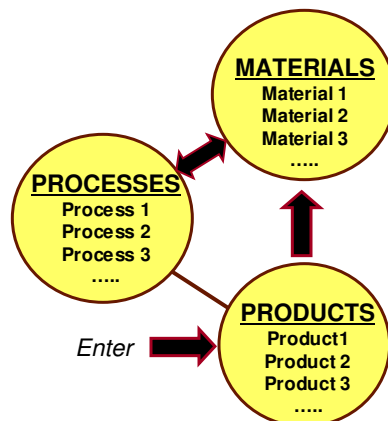 MATERIALS
Material 1
Material 2
Material 3
.....
PROCESSES
Process 1
Process 2
Process 3
.....
Enter
PRODUCTS
Product1
Product 2
Product 3
.....